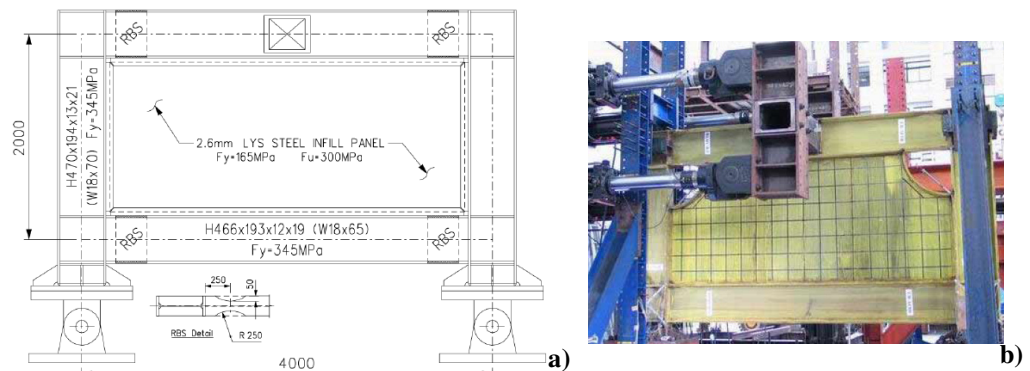 RBS
RBS
2000
H470x194x13x21
(W18x70) Fy=345MPa
2.6mm LYS STEEL INFILL PANEL
Fy=165MPa Fu=300MPa
RBS
H466x193x12x19 (W18x65)
Fy=345MPa
RBS
250
50
RBS Detail
R 250
4000
a)
b)